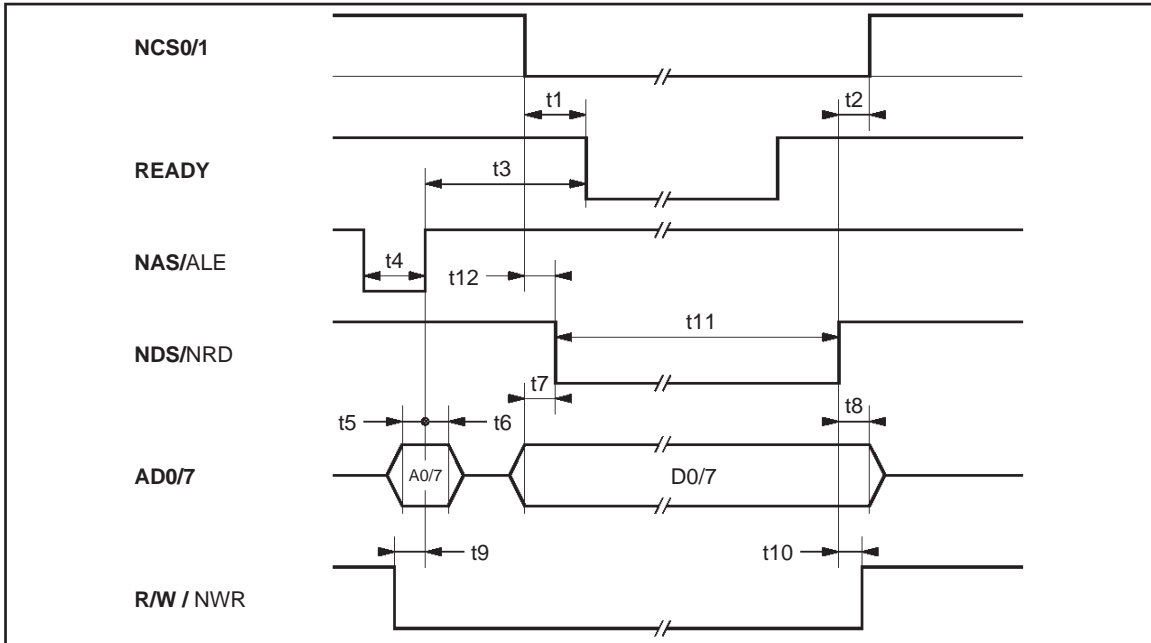 NCS0/1
t1
t2
READY
t3
NAS/ALE
t4
t12
NDS/NRD
t11
t7
t5
t6
t8
AD0/7
A0/7
D0/7
t9
t10
R/W / NWR